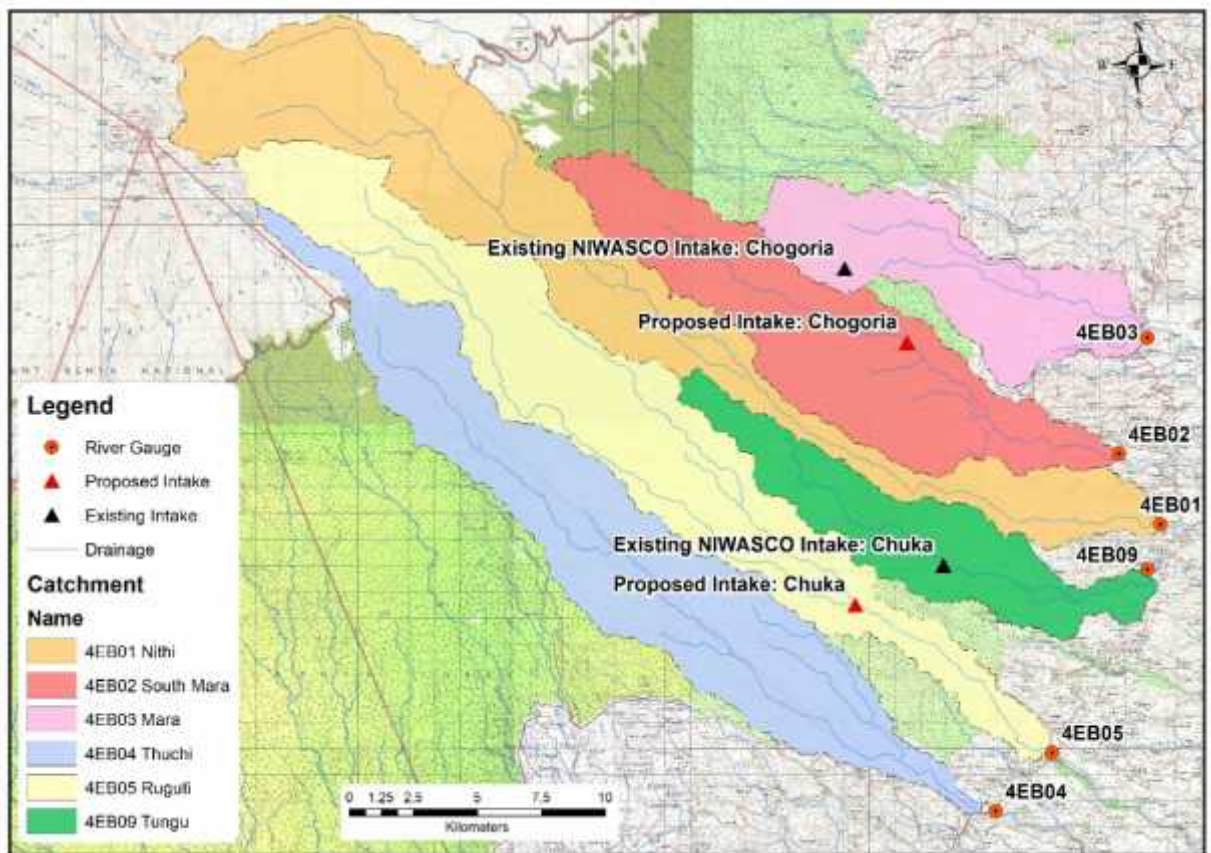 N
W E
S
Existing NIWASCO Intake: Chogoria
Proposed Intake: Chogoria
4EB03
4EB02
4EB01
4EB09
Existing NIWASCO Intake: Chuka
Proposed Intake: Chuka
4EB05
4EB04
Legend
River Gauge
Proposed Intake
Existing Intake
Drainage
Catchment
Name
4EB01 Nithi
4EB02 South Mara
4EB03 Mara
4EB04 Thuchi
4EB05 Ruguti
4EB09 Tungu
0 1.25 2.5 5 7.5 10
Kilometers